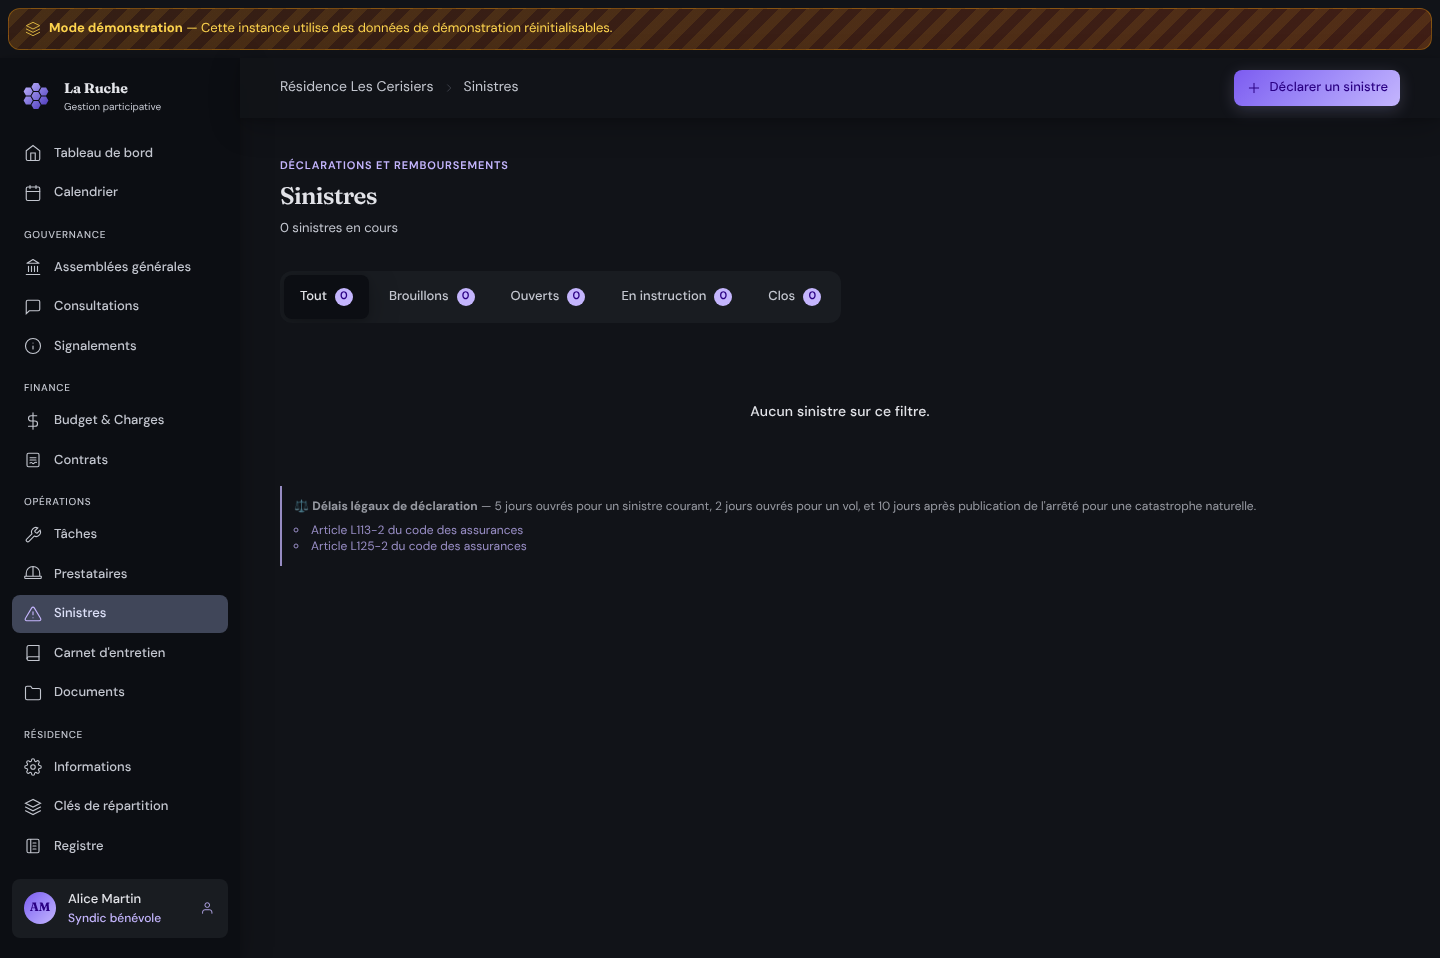 Mode démonstration — Cette instance utilise des données de démonstration réinitialisables.
La Ruche
Gestion participative
Tableau de bord
Calendrier
GOUVERNANCE
Assemblées générales
Consultations
Signalements
FINANCE
Budget & Charges
Contrats
OPÉRATIONS
Tâches
Prestataires
Sinistres
Carnet d'entretien
Documents
RÉSIDENCE
Informations
Clés de répartition
Registre
AM
Alice Martin
Syndic bénévole
Résidence Les Cerisiers > Sinistres
+ Déclarer un sinistre
DÉCLARATIONS ET REMBOURSEMENTS
Sinistres
0 sinistres en cours
Tout 0 Brouillons 0 Ouverts 0 En instruction 0 Clos 0
Aucun sinistre sur ce filtre.
⚖️ Délais légaux de déclaration — 5 jours ouvrés pour un sinistre courant, 2 jours ouvrés pour un vol, et 10 jours après publication de l'arrêté pour une catastrophe naturelle.
Article L113-2 du code des assurances
Article L125-2 du code des assurances